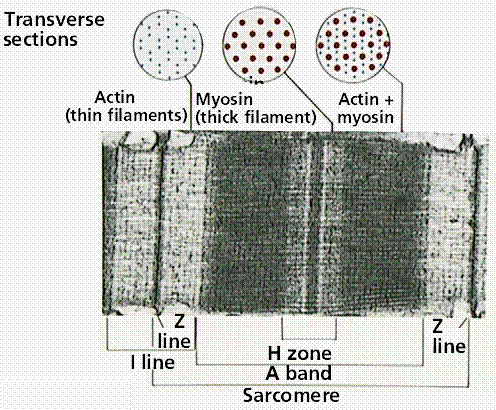 Transverse
sections
Actin
(thin filaments)
Myosin
(thick filament)
Actin +
myosin
Z
line
I line
H zone
A band
Z
line
Sarcomere